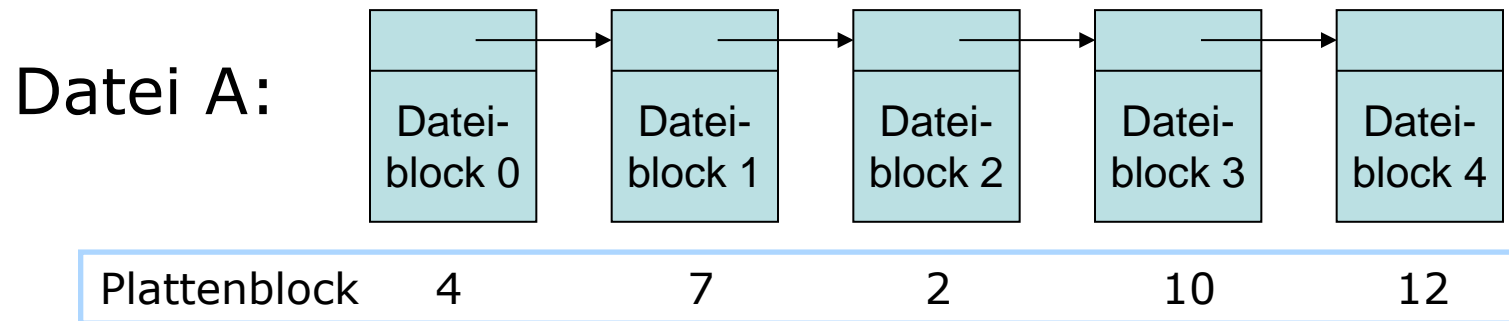 Datei A:
Datei-
block 0
Datei-
block 1
Datei-
block 2
Datei-
block 3
Datei-
block 4
Plattenblock 4 7 2 10 12